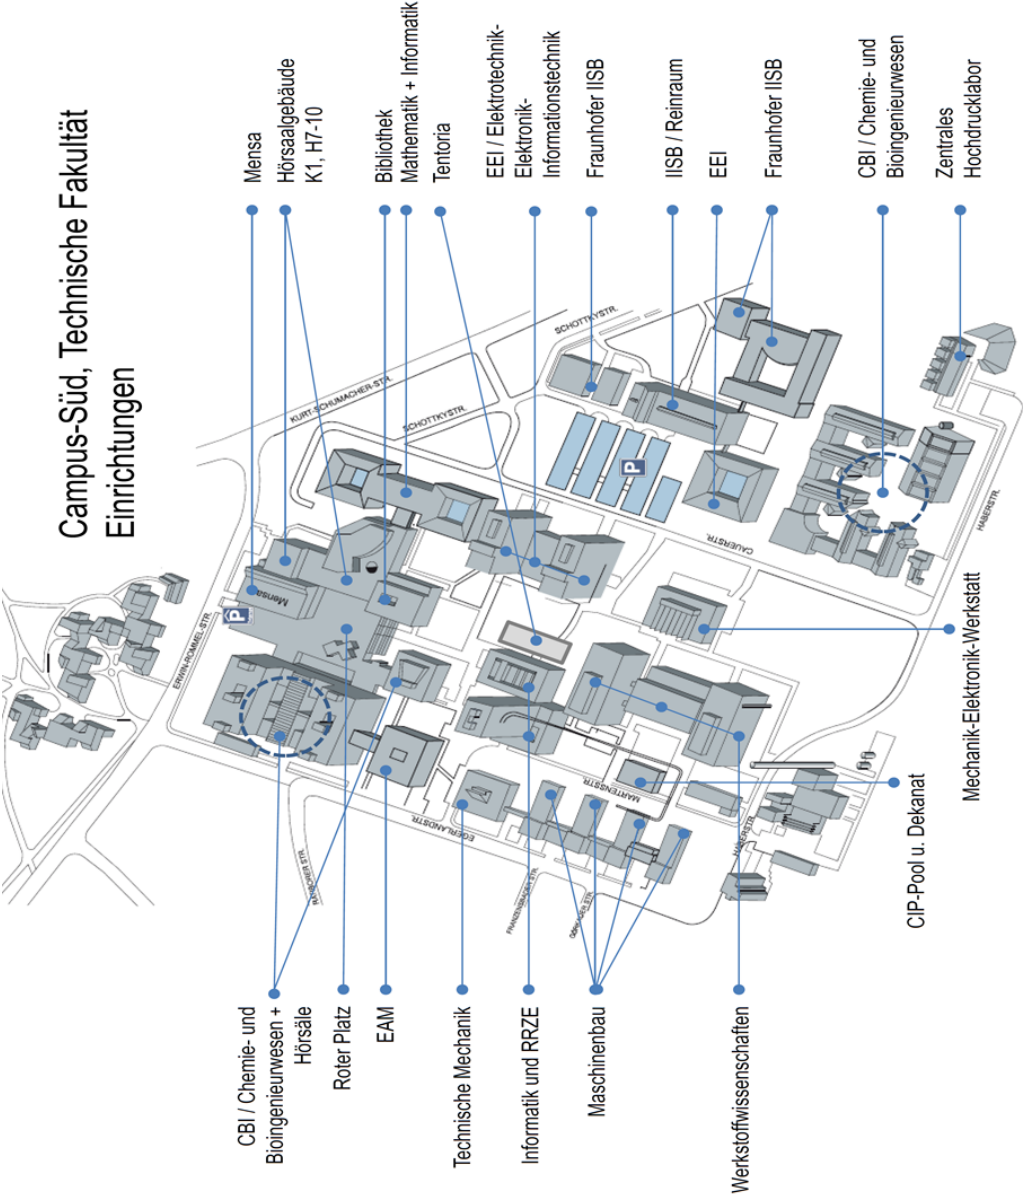 Campus-Süd, Technische Fakultät
Einrichtungen
Mensa
Hörsaalgebäude
K1, H7-10
Bibliothek
Mathematik + Informatik
Tentoria
EEI / Elektrotechnik-
Elektronik-
Informationstechnik
Fraunhofer IISB
IISB / Reinraum
EEI
Fraunhofer IISB
CBI / Chemie- und
Bioingenieurwesen
Zentrales
Hochdrucklabor
ERWIN-ROMMEL-STR.
P
Mensa
KURT-SCHUMACHER-STR.
SCHOTTKYSTR.
SCHOTTKYSTR.
P
CAUERSTR.
HABERSTR.
EGERLANDSTR.
MARTENSSTR.
HABERSTR.
FRANZENSBADER STR.
CBI / Chemie- und
Bioingenieurwesen +
Hörsäle
Roter Platz
EAM
Technische Mechanik
Informatik und RRZE
Maschinenbau
Werkstoffwissenschaften
CIP-Pool u. Dekanat
Mechanik-Elektronik-Werkstatt